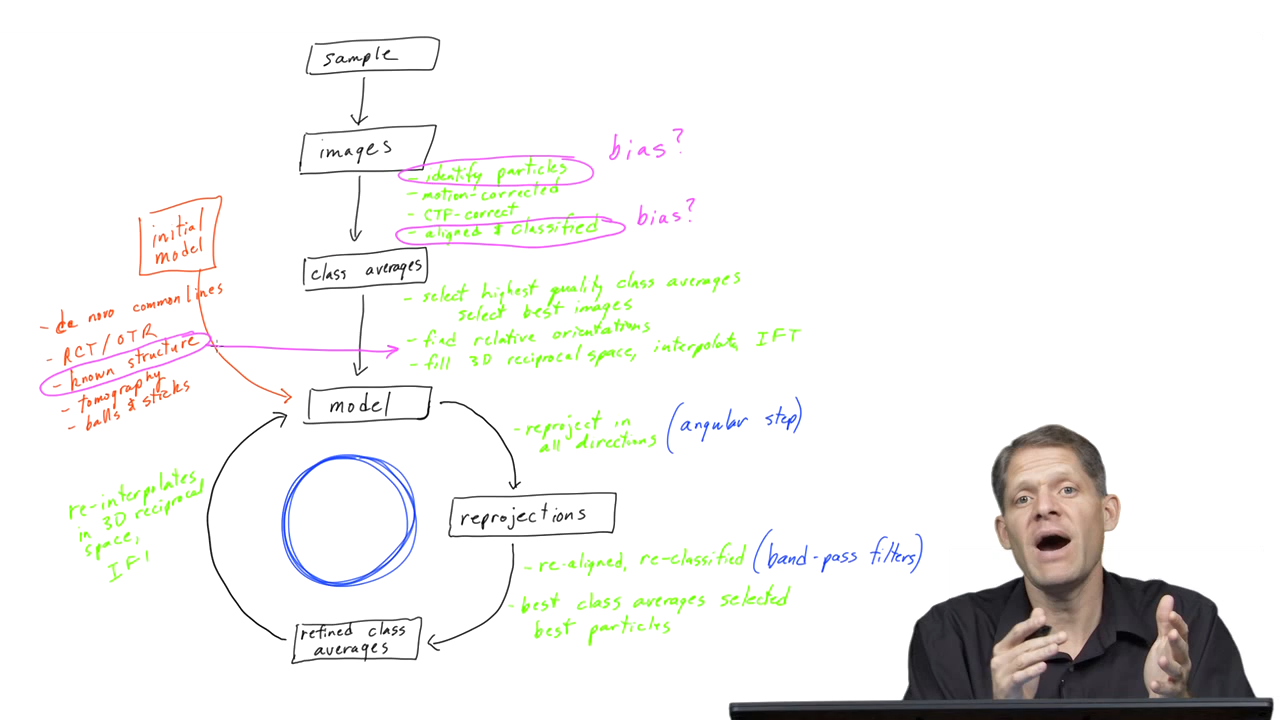 sample
images
bias?
- identify particles
- motion-corrected
- CTF-correct
- aligned & classified
bias?
initial
model
class averages
- select highest quality class averages
select best images
- find relative orientations
- fill 3D reciprocal space, interpolate IFT
- de novo common lines
- RCT/OTR
- known structure
- tomography
- balls & sticks
model
- reproject in
all directions
(angular step)
re-interpolates
in 3D reciprocal
space,
IFT
reprojections
- re-aligned, re-classified (band-pass filters)
- best class averages selected
best particles
refined class
averages